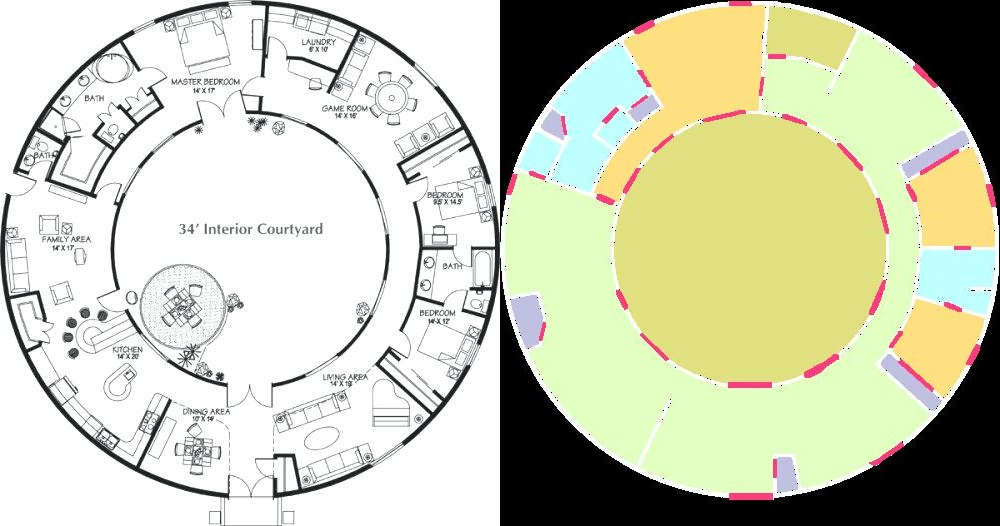 LAUNDRY
6' X 10'
MASTER BEDROOM
14' X 17'
BATH
GAME ROOM
14' X 16'
BATH
BEDROOM
9.5' X 14.5'
34' Interior Courtyard
FAMILY AREA
14' X 17'
BATH
BEDROOM
14' X 12'
KITCHEN
14' X 20'
LIVING AREA
14' X 19'
DINING AREA
10' X 14'